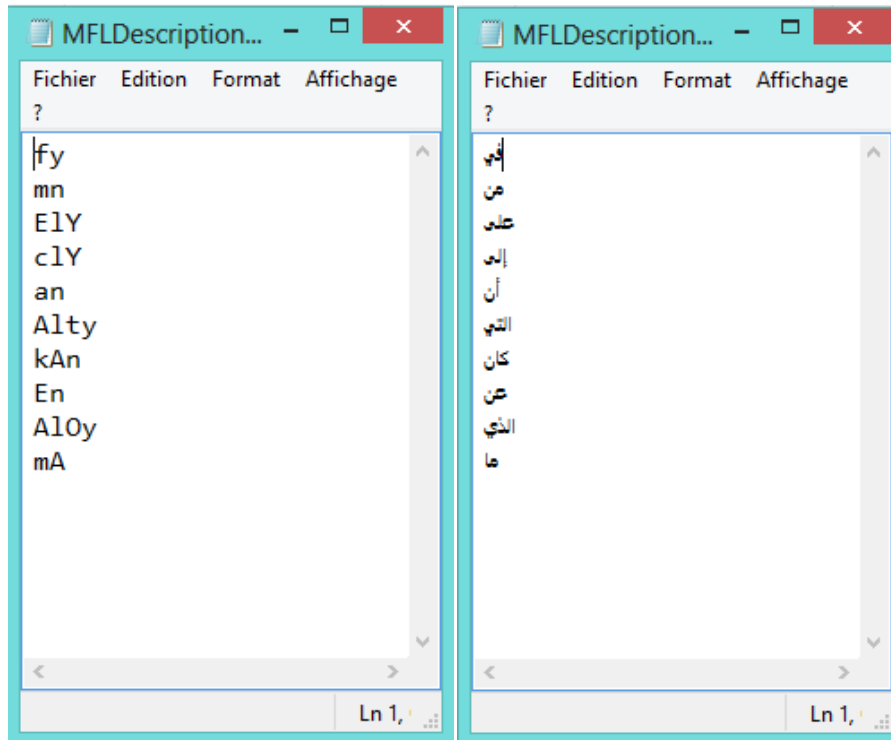 MFLDescription...
Fichier Edition Format Affichage
?
fy
mn
ElY
clY
an
Alty
kAn
En
AlOy
mA
Ln 1,
MFLDescription...
Fichier Edition Format Affichage
?
في
من
على
إلى
أن
التي
كان
عن
الذي
ما
Ln 1,